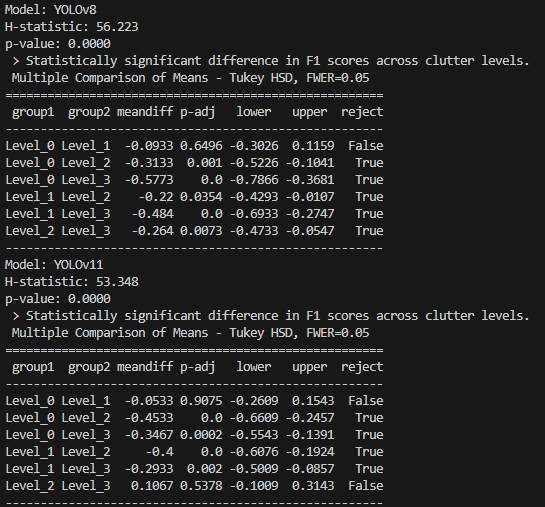 Model: YOLOv8
H-statistic: 56.223
p-value: 0.0000
 > Statistically significant difference in F1 scores across clutter levels.
 Multiple Comparison of Means - Tukey HSD, FWER=0.05
======================================================
 group1  group2 meandiff p-adj   lower   upper  reject
------------------------------------------------------
Level_0 Level_1  -0.0933 0.6496 -0.3026  0.1159  False
Level_0 Level_2  -0.3133  0.001 -0.5226 -0.1041   True
Level_0 Level_3  -0.5773    0.0 -0.7866 -0.3681   True
Level_1 Level_2    -0.22 0.0354 -0.4293 -0.0107   True
Level_1 Level_3   -0.484    0.0 -0.6933 -0.2747   True
Level_2 Level_3   -0.264 0.0073 -0.4733 -0.0547   True
------------------------------------------------------
Model: YOLOv11
H-statistic: 53.348
p-value: 0.0000
 > Statistically significant difference in F1 scores across clutter levels.
 Multiple Comparison of Means - Tukey HSD, FWER=0.05
======================================================
 group1  group2 meandiff p-adj   lower   upper  reject
------------------------------------------------------
Level_0 Level_1  -0.0533 0.9075 -0.2609  0.1543  False
Level_0 Level_2  -0.4533    0.0 -0.6609 -0.2457   True
Level_0 Level_3  -0.3467 0.0002 -0.5543 -0.1391   True
Level_1 Level_2     -0.4    0.0 -0.6076 -0.1924   True
Level_1 Level_3  -0.2933  0.002 -0.5009 -0.0857   True
Level_2 Level_3   0.1067 0.5378 -0.1009  0.3143  False
------------------------------------------------------